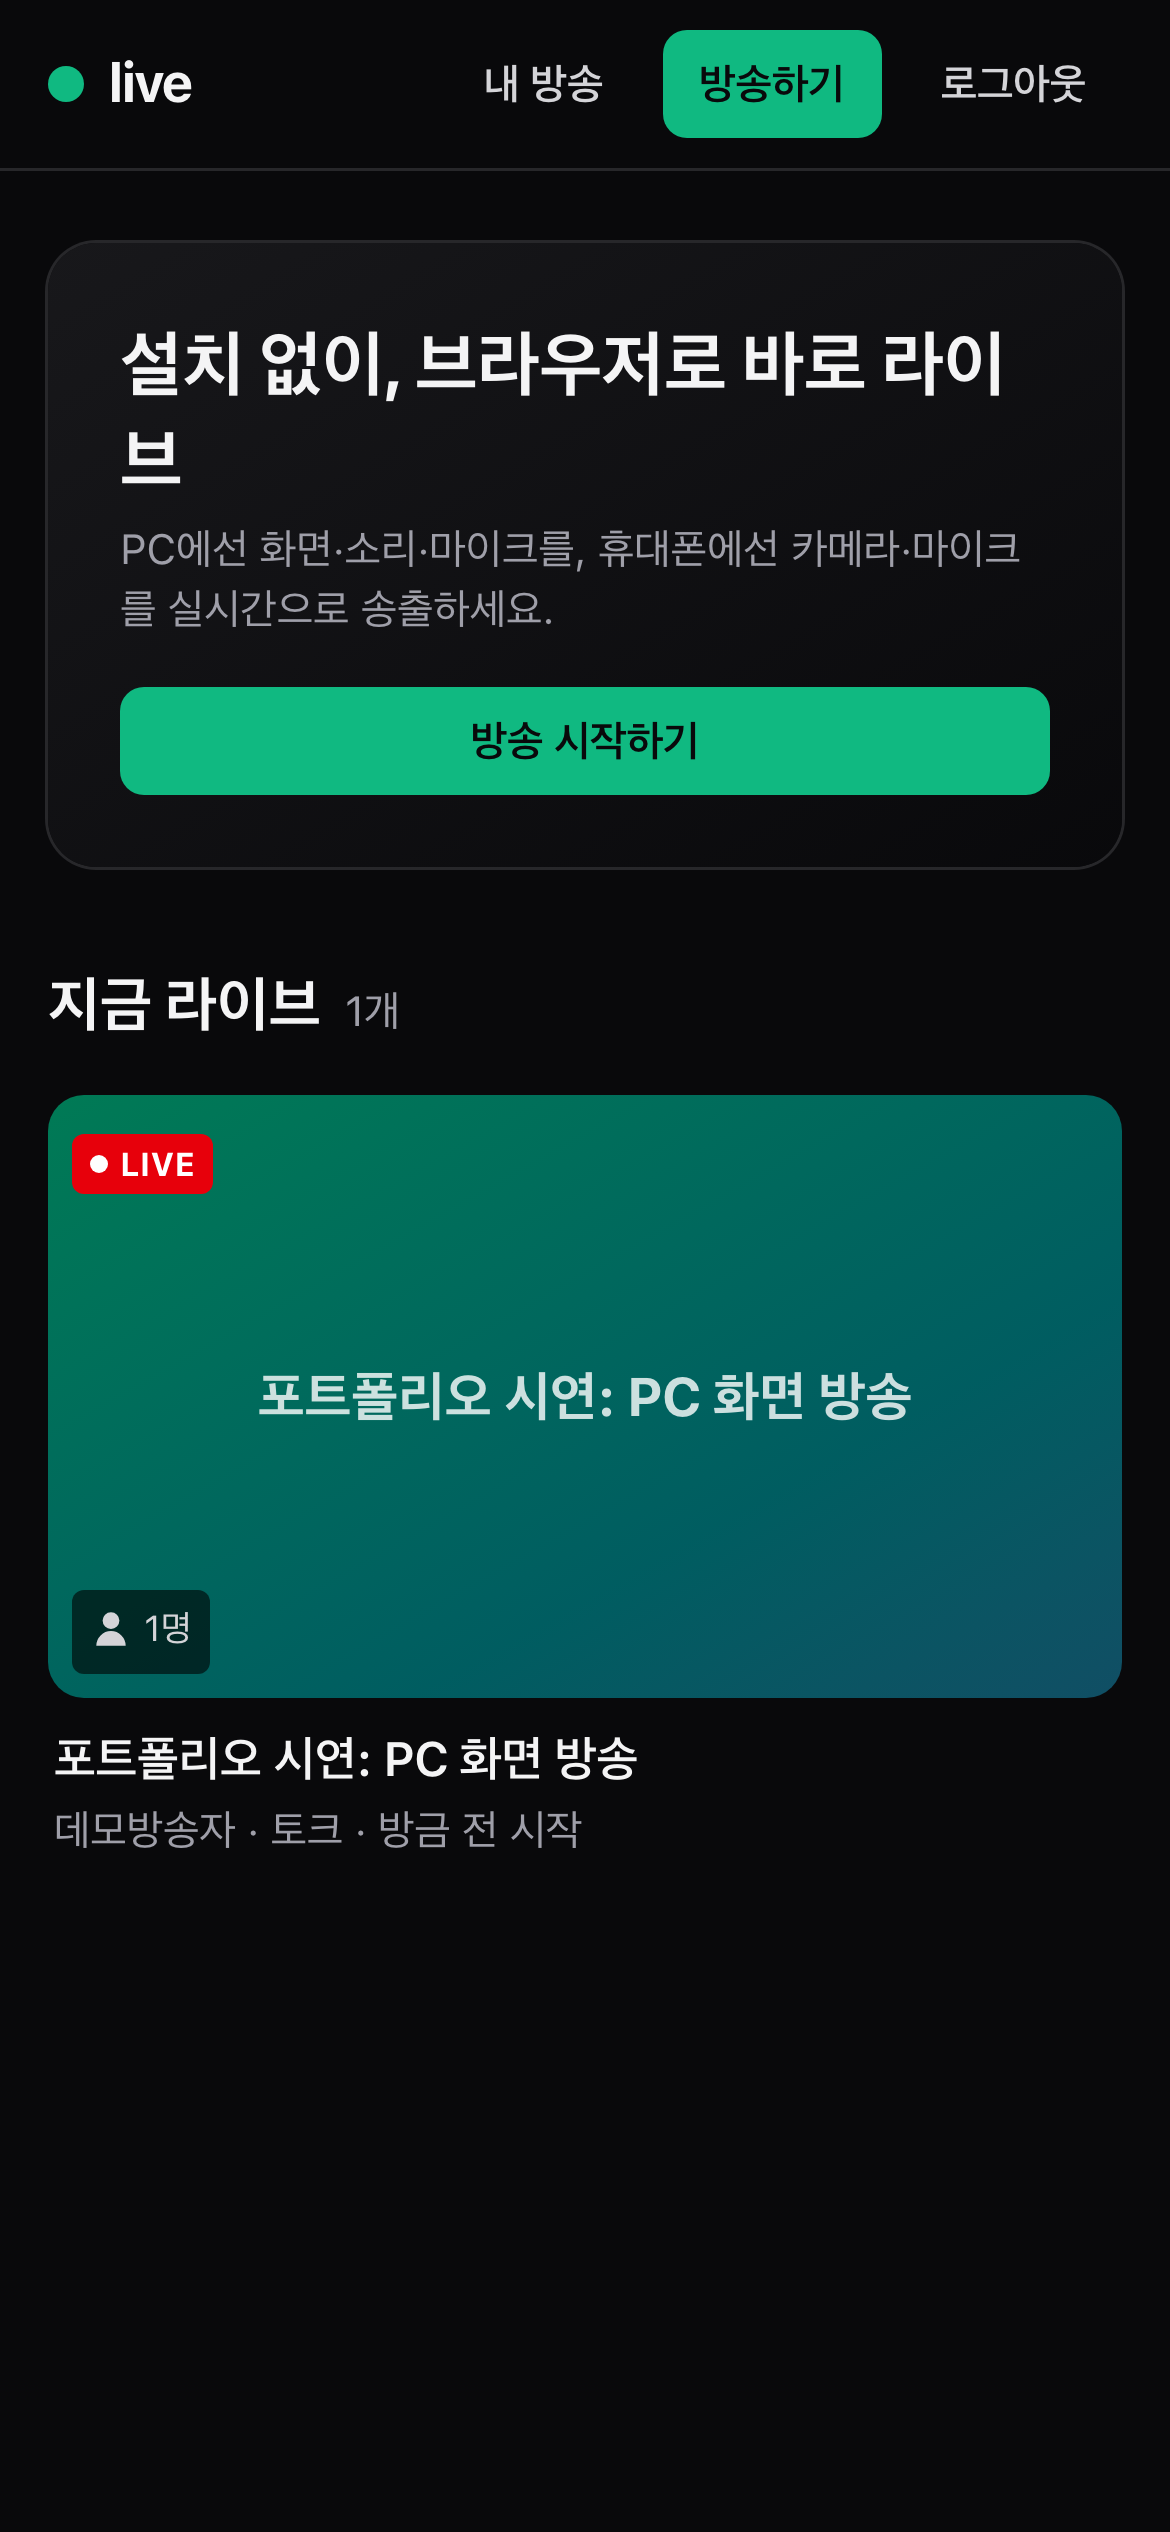 live
내 방송
방송하기
로그아웃
설치 없이, 브라우저로 바로 라이
브
PC에선 화면·소리·마이크를, 휴대폰에선 카메라·마이크
를 실시간으로 송출하세요.
방송 시작하기
지금 라이브 1개
LIVE
포트폴리오 시연: PC 화면 방송
1명
포트폴리오 시연: PC 화면 방송
데모방송자 · 토크 · 방금 전 시작